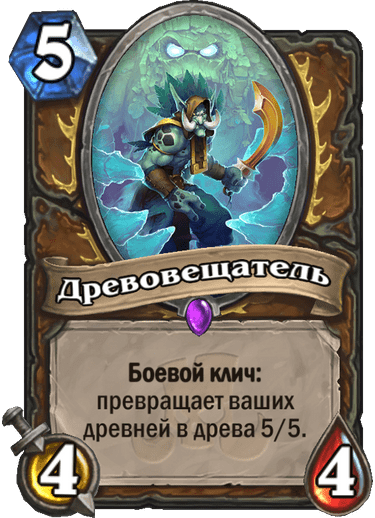 5
Древовещатель
Боевой клич:
превращает ваших
древней в древа 5/5.
4
4